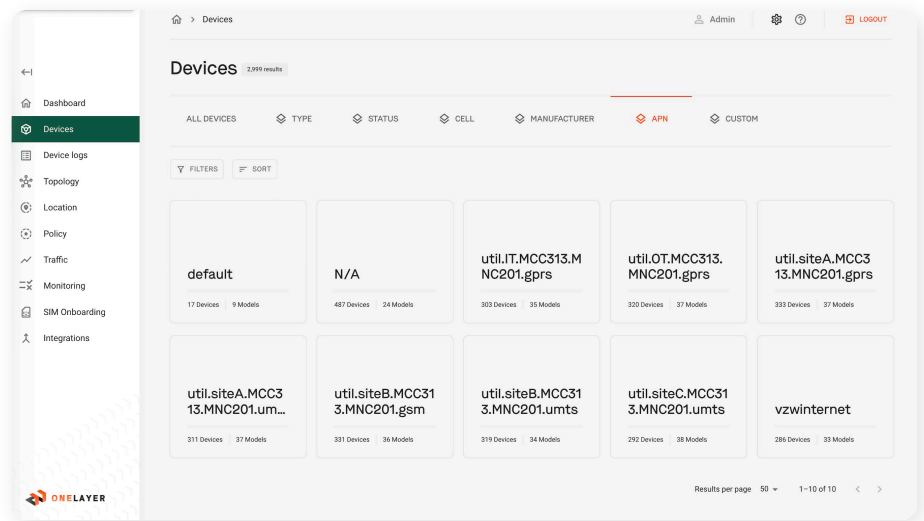 Devices
Admin
LOGOUT
Devices 2,999 results
Dashboard
Devices
Device logs
Topology
Location
Policy
Traffic
Monitoring
SIM Onboarding
Integrations
ALL DEVICES TYPE STATUS CELL MANUFACTURER APN CUSTOM
FILTERS SORT
default
17 Devices 9 Models
N/A
487 Devices 24 Models
util.IT.MCC313.M
NC201.gprs
303 Devices 35 Models
util.OT.MCC313.
MNC201.gprs
320 Devices 37 Models
util.siteA.MCC3
13.MNC201.gprs
333 Devices 37 Models
util.siteA.MCC3
13.MNC201.um...
311 Devices 37 Models
util.siteB.MCC31
3.MNC201.gsm
331 Devices 36 Models
util.siteB.MCC31
3.MNC201.umts
319 Devices 34 Models
util.siteC.MCC31
3.MNC201.umts
292 Devices 38 Models
vzwinternet
286 Devices 33 Models
Results per page 50 1–10 of 10
ONELAYER